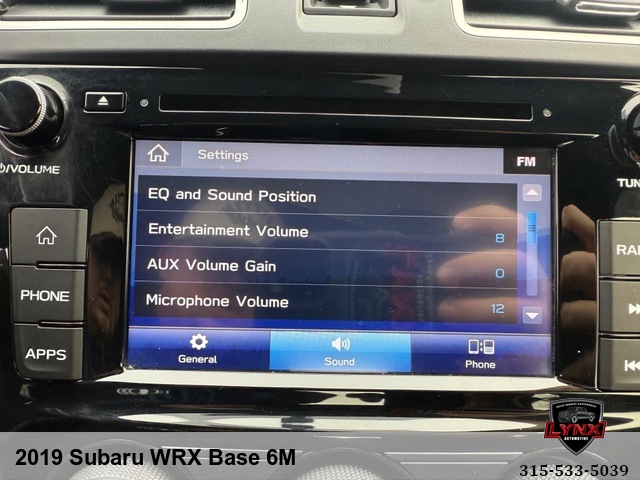 ⏻/VOLUME
TUN
Settings
FM
EQ and Sound Position
Entertainment Volume 8
AUX Volume Gain 0
Microphone Volume 12
General
Sound
Phone
PHONE
APPS
RAD
2019 Subaru WRX Base 6M
LYNX
AUTOMOTIVE
315-533-5039